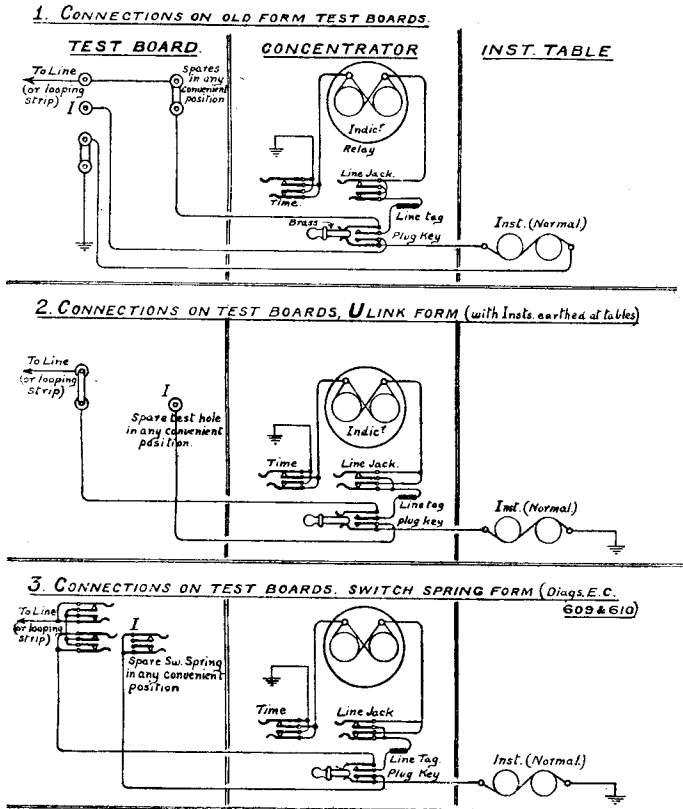 1. CONNECTIONS ON OLD FORM TEST BOARDS.
TEST BOARD.
CONCENTRATOR
INST. TABLE
To Line
(or looping
strip)
I
Spares
in any
convenient
position
Indicr
Relay
Time.
Line Jack.
Brass
Line tag
Plug Key
Inst. (Normal.)
2. CONNECTIONS ON TEST BOARDS, U LINK FORM (with Insts. earthed at tables)
To Line
(or looping
strip)
I
Spare test hole
in any convenient
position.
Indicr
Time
Line Jack.
Line tag
plug key
Inst. (Normal.)
3. CONNECTIONS ON TEST BOARDS. SWITCH SPRING FORM (Diags. E.C.
609 & 610)
To Line
(or looping
strip)
I
Spare Sw. Spring
in any convenient
position
Time
Line Jack
Line Tag.
Plug Key
Inst. (Normal.)